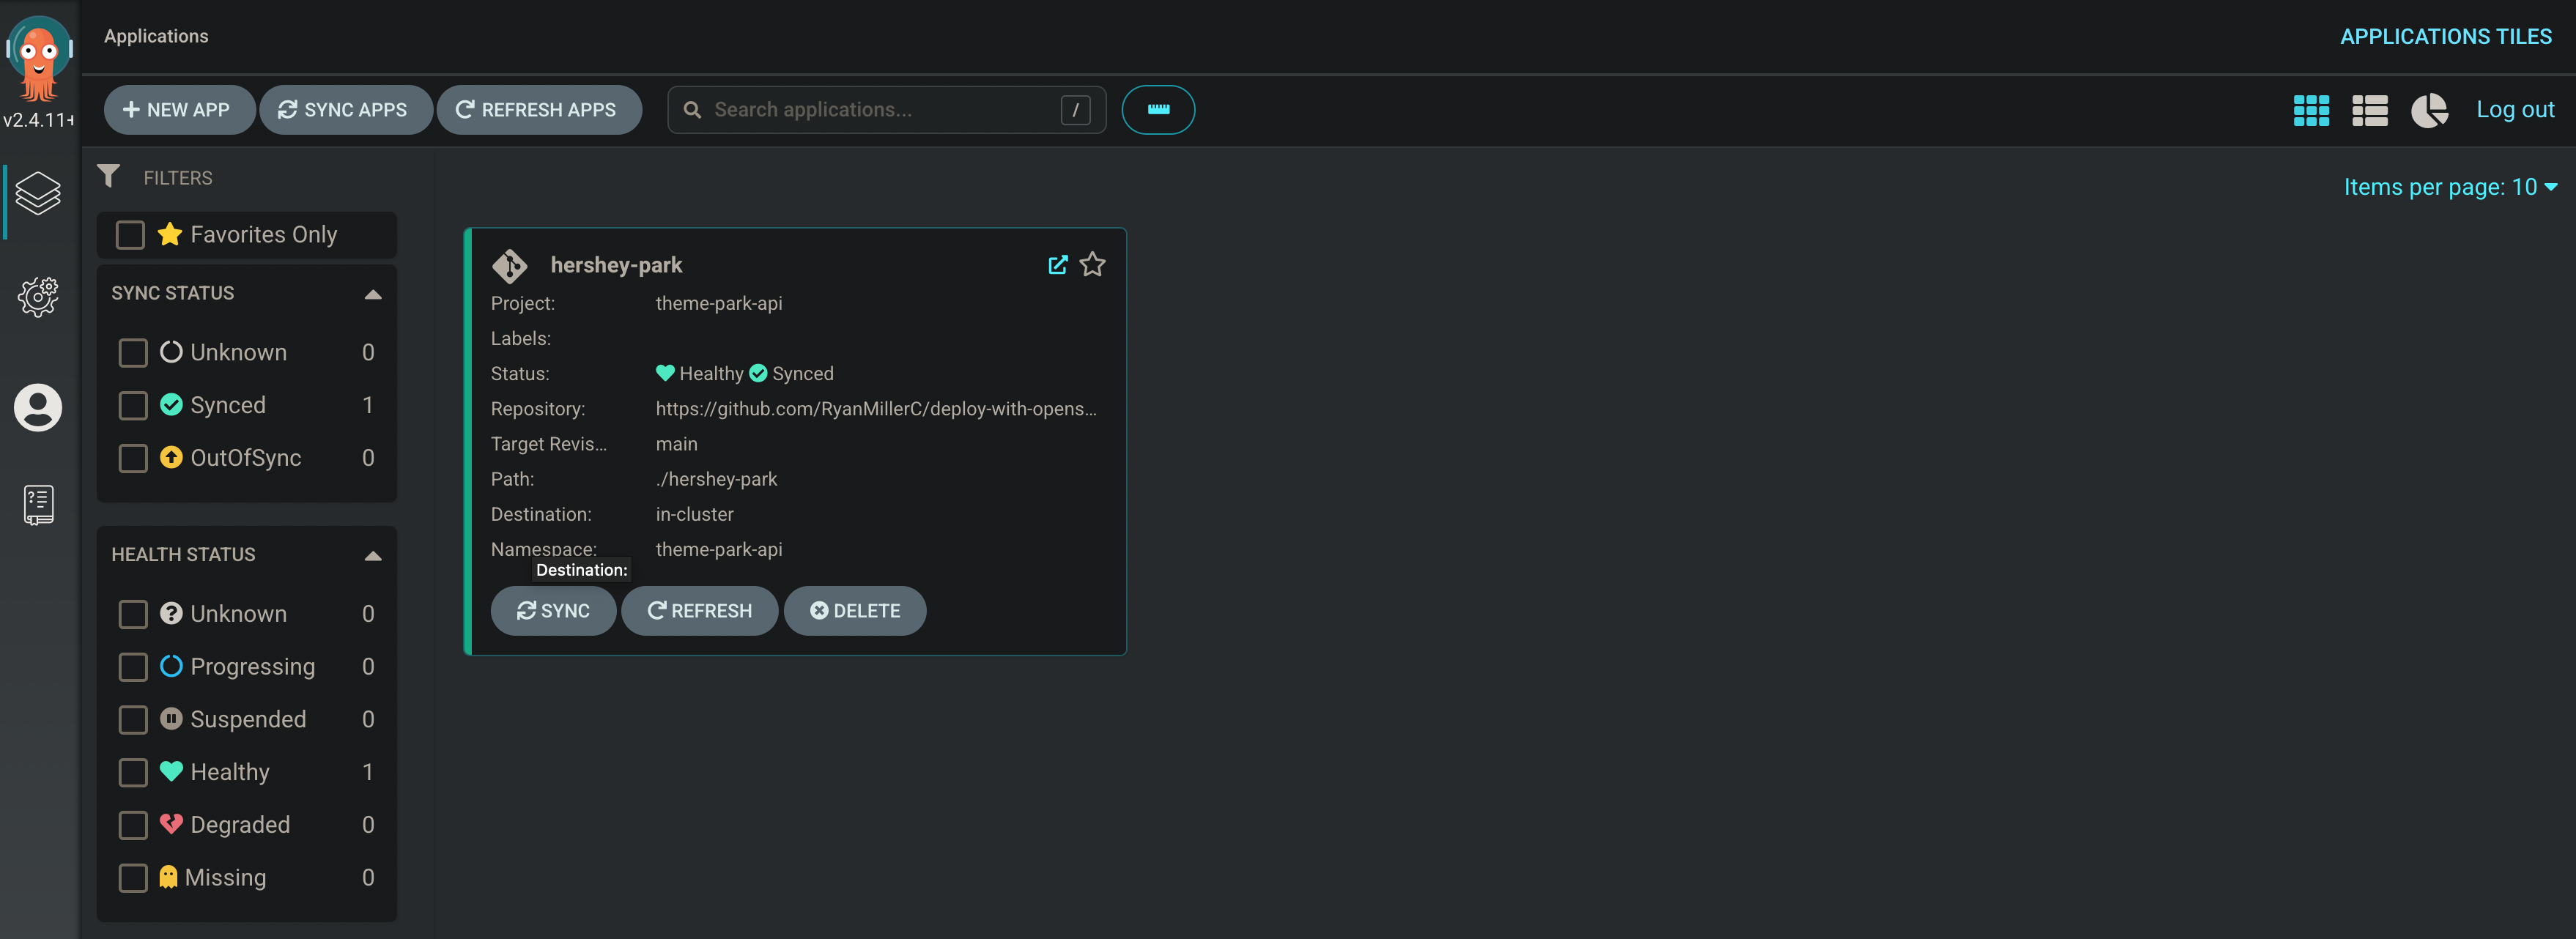 Applications
APPLICATIONS TILES
v2.4.11+
NEW APP
SYNC APPS
REFRESH APPS
Search applications...
/
Log out
FILTERS
Items per page: 10
Favorites Only
SYNC STATUS
Unknown 0
Synced 1
OutOfSync 0
HEALTH STATUS
Unknown 0
Progressing 0
Suspended 0
Healthy 1
Degraded 0
Missing 0
hershey-park
Project: theme-park-api
Labels:
Status: Healthy Synced
Repository: https://github.com/RyanMillerC/deploy-with-opens...
Target Revis... main
Path: ./hershey-park
Destination: in-cluster
Namespace: theme-park-api
Destination:
SYNC
REFRESH
DELETE